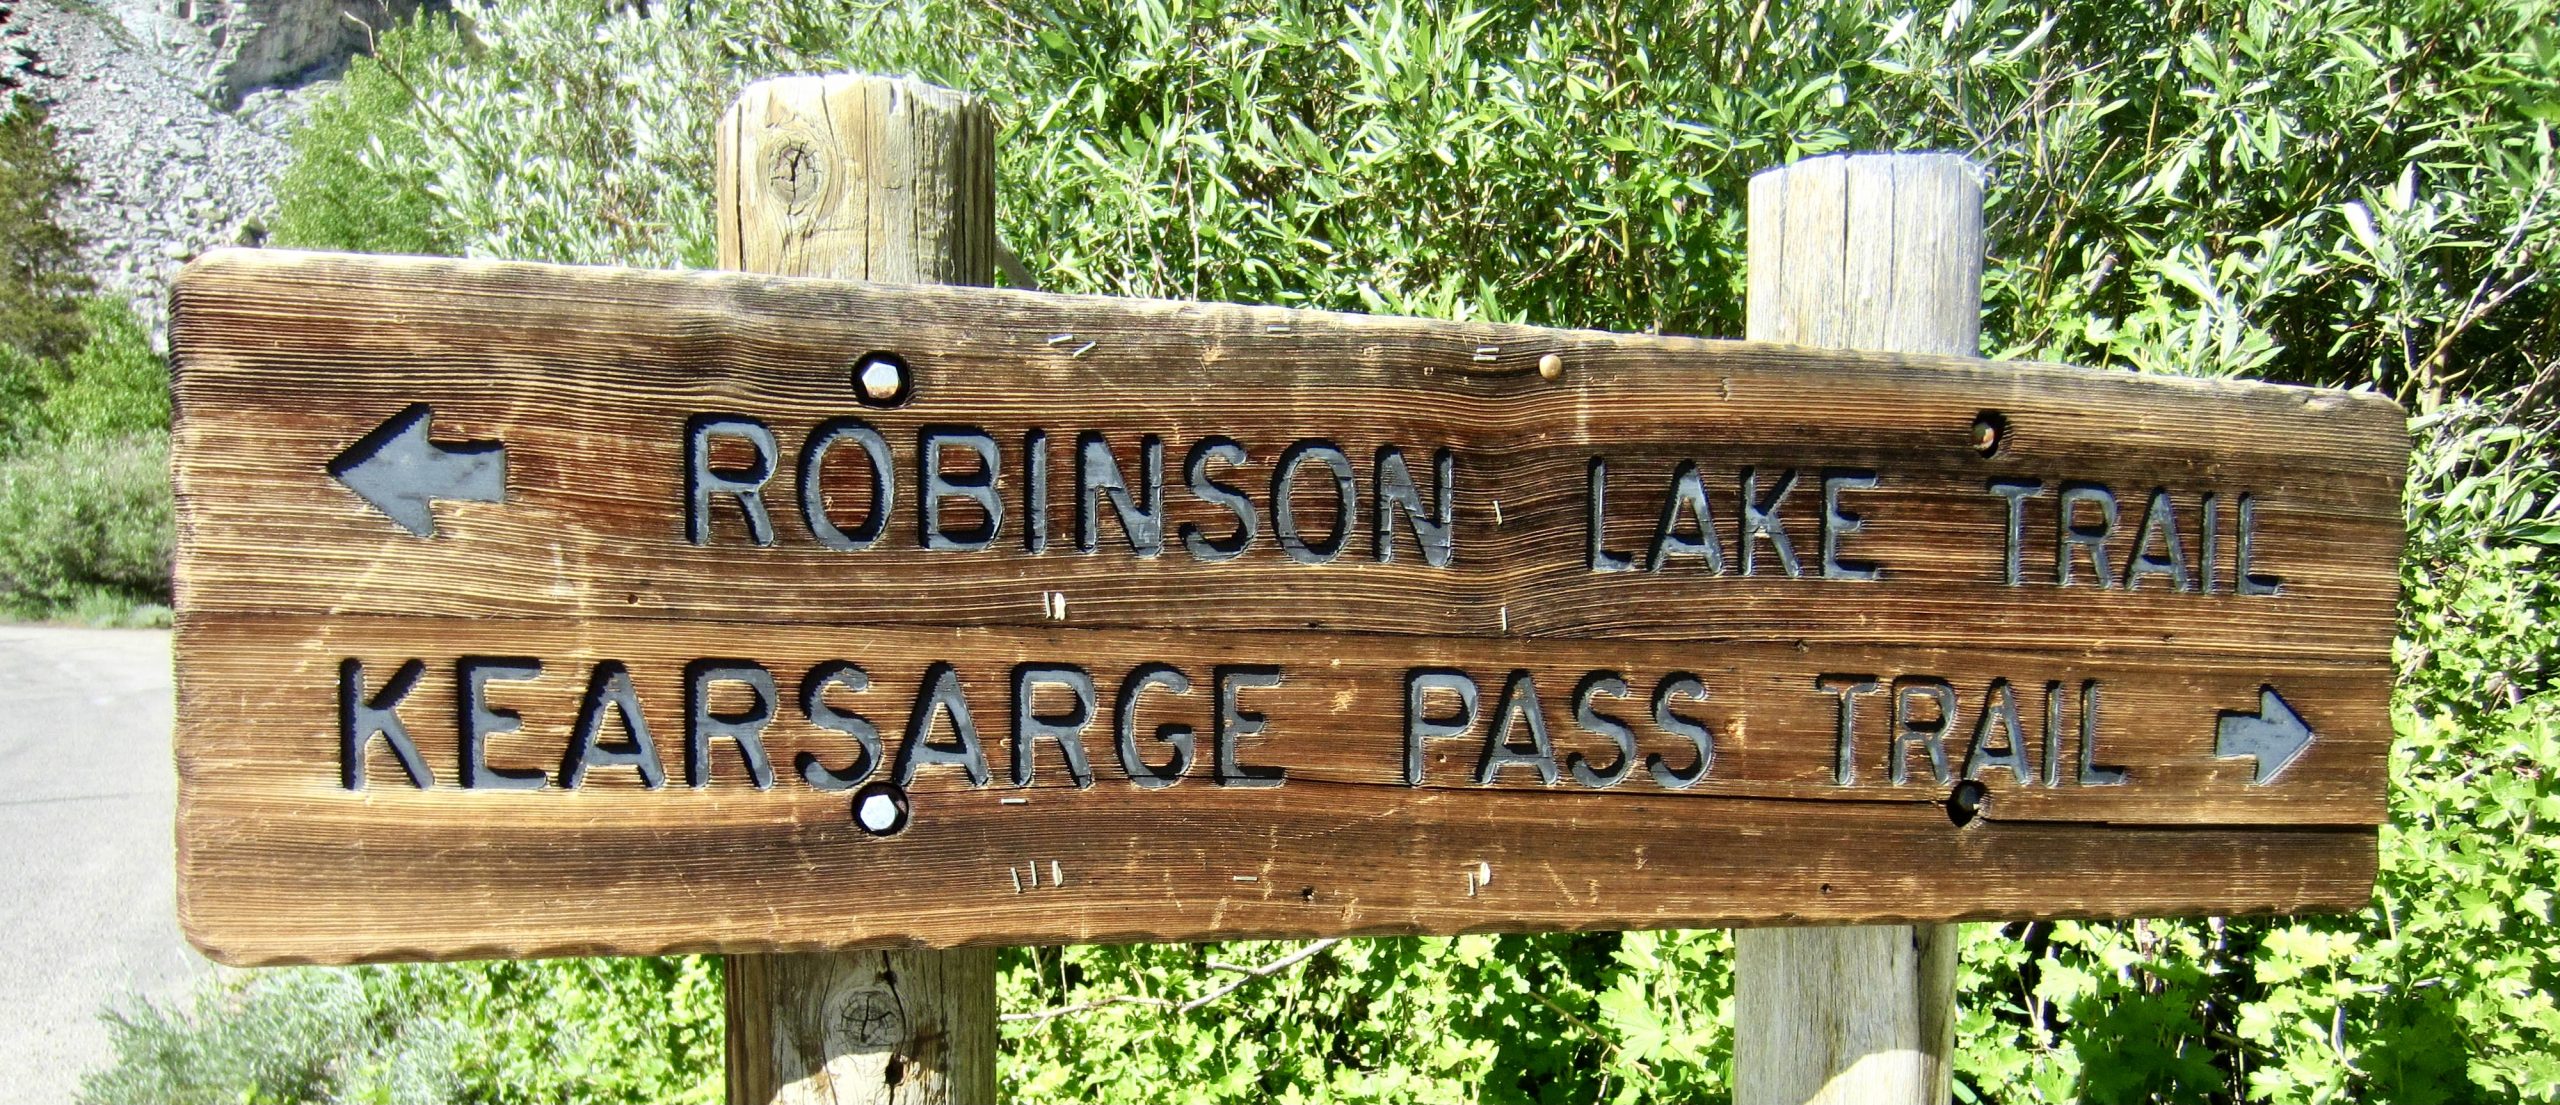 ← ROBINSON LAKE TRAIL
KEARSARGE PASS TRAIL →